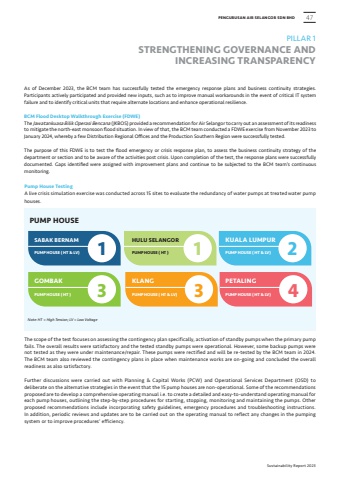 PENGURUSAN AIR SELANGOR SDN BHD 47
PILLAR 1
STRENGTHENING GOVERNANCE AND
INCREASING TRANSPARENCY
As of December 2023, the BCM team has successfully tested the emergency response plans and business continuity strategies.
Participants actively participated and provided new inputs, such as to improve manual workarounds in the event of critical IT system
failure and to identify critical units that require alternate locations and enhance operational resilience.
BCM Flood Desktop Walkthrough Exercise (FDWE)
The Jawatankuasa Bilik Operasi Bencana (JKBOS) provided a recommendation for Air Selangor to carry out an assessment of its readiness
to mitigate the north-east monsoon flood situation. In view of that, the BCM team conducted a FDWE exercise from November 2023 to
January 2024, whereby a few Distribution Regional Offices and the Production Southern Region were successfully tested.
The purpose of this FDWE is to test the flood emergency or crisis response plan, to assess the business continuity strategy of the
department or section and to be aware of the activities post crisis. Upon completion of the test, the response plans were successfully
documented. Gaps identified were assigned with improvement plans and continue to be subjected to the BCM team's continuous
monitoring.
Pump House Testing
A live crisis simulation exercise was conducted across 15 sites to evaluate the redundancy of water pumps at treated water pump
houses.
PUMP HOUSE
SABAK BERNAM
PUMP HOUSE ( HT & LV)
1
HULU SELANGOR
PUMP HOUSE ( HT )
1
KUALA LUMPUR
PUMP HOUSE ( HT & LV)
2
GOMBAK
PUMP HOUSE ( HT )
3
KLANG
PUMP HOUSE ( HT & LV)
3
PETALING
PUMP HOUSE ( HT & LV)
4
Note: HT = High Tension; LV = Low Voltage
The scope of the test focuses on assessing the contingency plan specifically, activation of standby pumps when the primary pump
fails. The overall results were satisfactory and the tested standby pumps were operational. However, some backup pumps were
not tested as they were under maintenance/repair. These pumps were rectified and will be re-tested by the BCM team in 2024.
The BCM team also reviewed the contingency plans in place when maintenance works are on-going and concluded the overall
readiness as also satisfactory.
Further discussions were carried out with Planning & Capital Works (PCW) and Operational Services Department (OSD) to
deliberate on the alternative strategies in the event that the 15 pump houses are non-operational. Some of the recommendations
proposed are to develop a comprehensive operating manual i.e. to create a detailed and easy-to-understand operating manual for
each pump houses, outlining the step-by-step procedures for starting, stopping, monitoring and maintaining the pumps. Other
proposed recommendations include incorporating safety guidelines, emergency procedures and troubleshooting instructions.
In addition, periodic reviews and updates are to be carried out on the operating manual to reflect any changes in the pumping
system or to improve procedures' efficiency.
Sustainability Report 2023